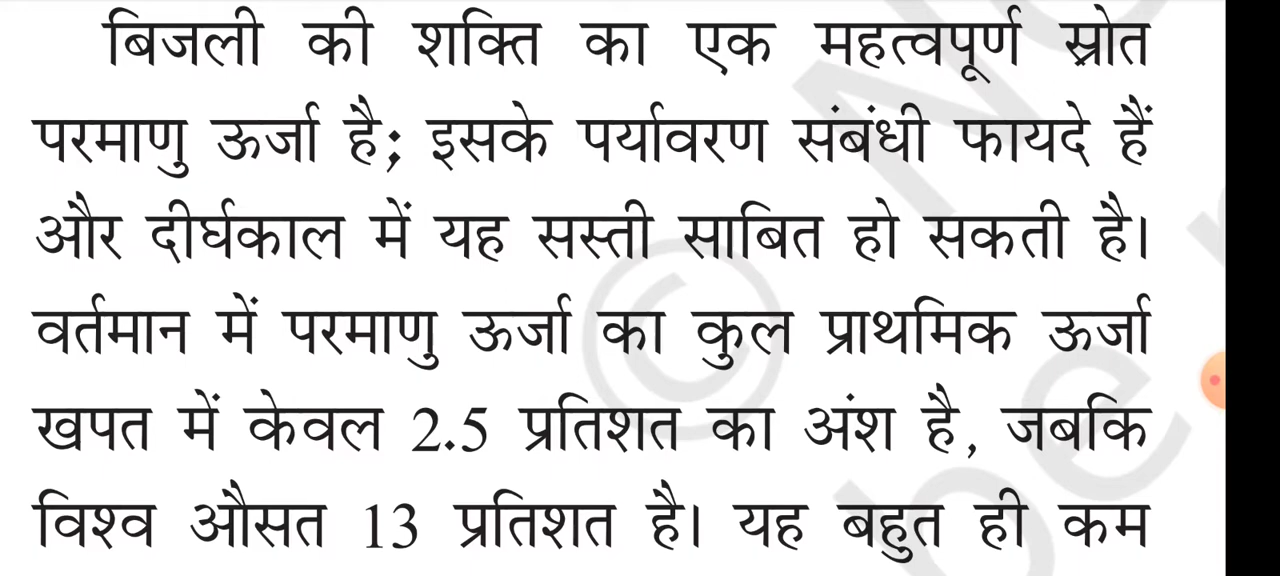 बिजली की शक्ति का एक महत्वपूर्ण स्रोत
परमाणु ऊर्जा है; इसके पर्यावरण संबंधी फायदे हैं
और दीर्घकाल में यह सस्ती साबित हो सकती है।
वर्तमान में परमाणु ऊर्जा का कुल प्राथमिक ऊर्जा
खपत में केवल 2.5 प्रतिशत का अंश है, जबकि
विश्व औसत 13 प्रतिशत है। यह बहुत ही कम